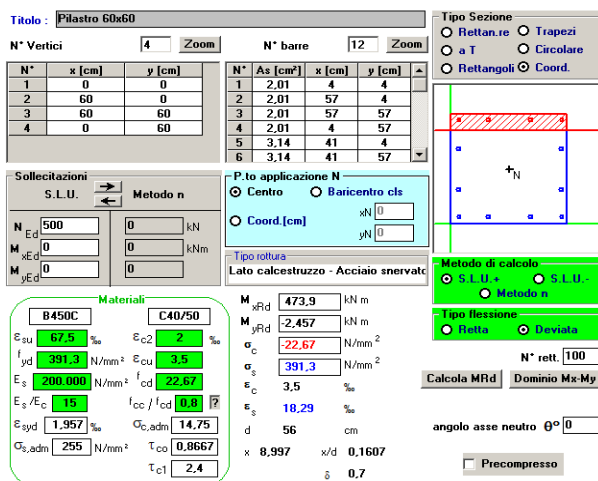 Titolo : Pilastro 60x60
N* Vertici 4 Zoom N* barre 12 Zoom
N* x [cm] y [cm]
1 0 0
2 60 0
3 60 60
4 0 60
N* As [cm²] x [cm] y [cm]
1 2,01 4 4
2 2,01 57 4
3 2,01 57 57
4 2,01 4 57
5 3,14 41 4
6 3,14 41 57
Tipo Sezione
Rettan.re Trapezi
a T Circolare
Rettangoli Coord.
N
Sollecitazioni
S.L.U. Metodo n
N Ed 500 0 kN
M xEd 0 0 kNm
M yEd 0 0
P.to applicazione N
Centro Baricentro cls
Coord.[cm] xN 0
yN 0
Tipo rottura
Lato calcestruzzo - Acciaio snervato
Metodo di calcolo
S.L.U.+ S.L.U.-
Metodo n
Tipo flessione
Retta Deviata
N* rett. 100
Calcola MRd Dominio Mx-My
angolo asse neutro θ° 0
Precompresso
Materiali
B450C C40/50
εsu 67,5 ‰ εc2 2 ‰
fyd 391,3 N/mm² εcu 3,5
Es 200.000 N/mm² fcd 22,67
Es/Ec 15 fcc/fcd 0,8 ?
εsyd 1,957 ‰ σc,adm 14,75
σs,adm 255 N/mm² τco 0,8667
τc1 2,4
M xRd 473,9 kN m
M yRd -2,457 kN m
σc -22,67 N/mm²
σs 391,3 N/mm²
εc 3,5 ‰
εs 18,29 ‰
d 56 cm
x 8,997 x/d 0,1607
δ 0,7